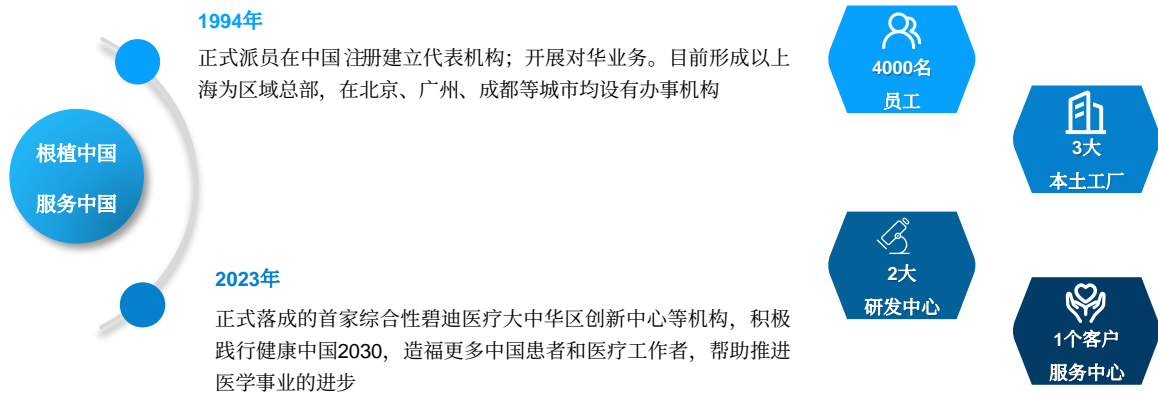 根植中国
服务中国
1994年
正式派员在中国注册建立代表机构；开展对华业务。目前形成以上
海为区域总部，在北京、广州、成都等城市均设有办事机构
2023年
正式落成的首家综合性碧迪医疗大中华区创新中心等机构，积极
践行健康中国2030，造福更多中国患者和医疗工作者，帮助推进
医学事业的进步
4000名
员工
3大
本土工厂
2大
研发中心
1个客户
服务中心